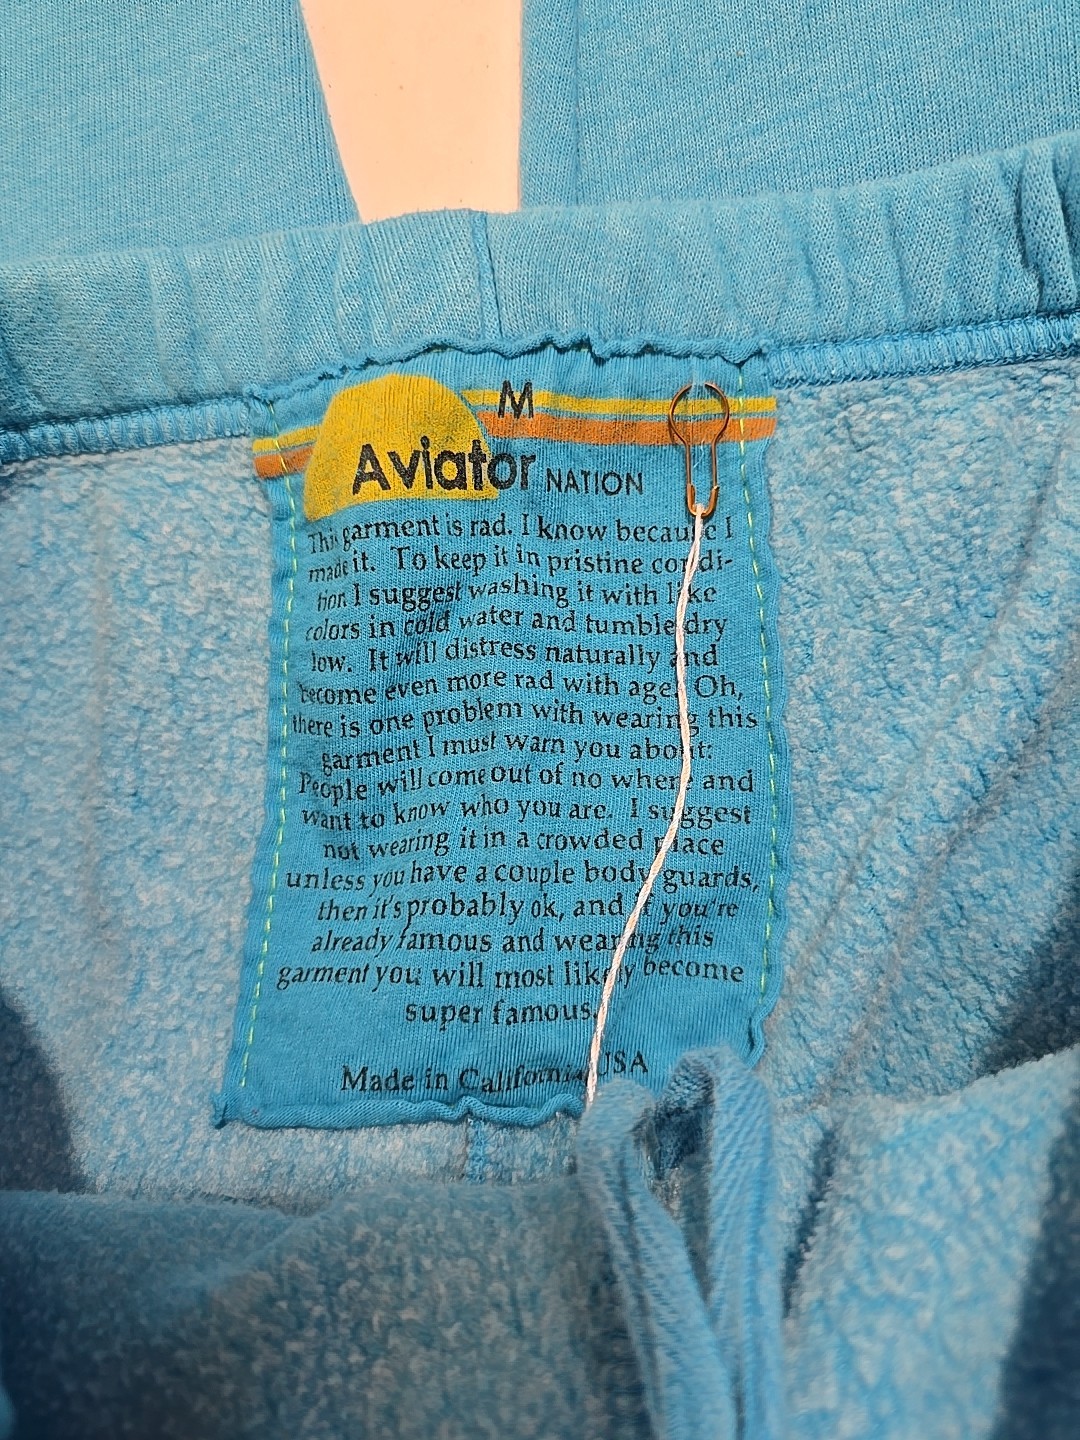 M
Aviator NATION
This garment is rad. I know because I
made it. To keep it in pristine condi-
tion I suggest washing it with like
colors in cold water and tumble dry
low. It will distress naturally and
become even more rad with age. Oh,
there is one problem with wearing this
garment I must warn you about:
People will come out of no where and
want to know who you are. I suggest
not wearing it in a crowded place
unless you have a couple body guards,
then it's probably ok, and if you're
already famous and wearing this
garment you will most likely become
super famous.
Made in California USA